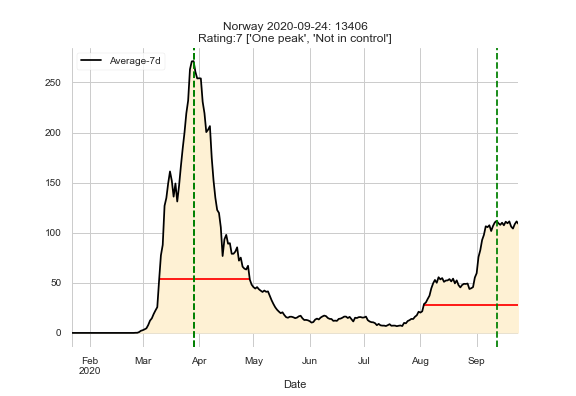 Norway 2020-09-24: 13406
Rating:7 ['One peak', 'Not in control']
Average-7d
250
200
150
100
50
0
Feb
2020
Mar
Apr
May
Jun
Jul
Aug
Sep
Date